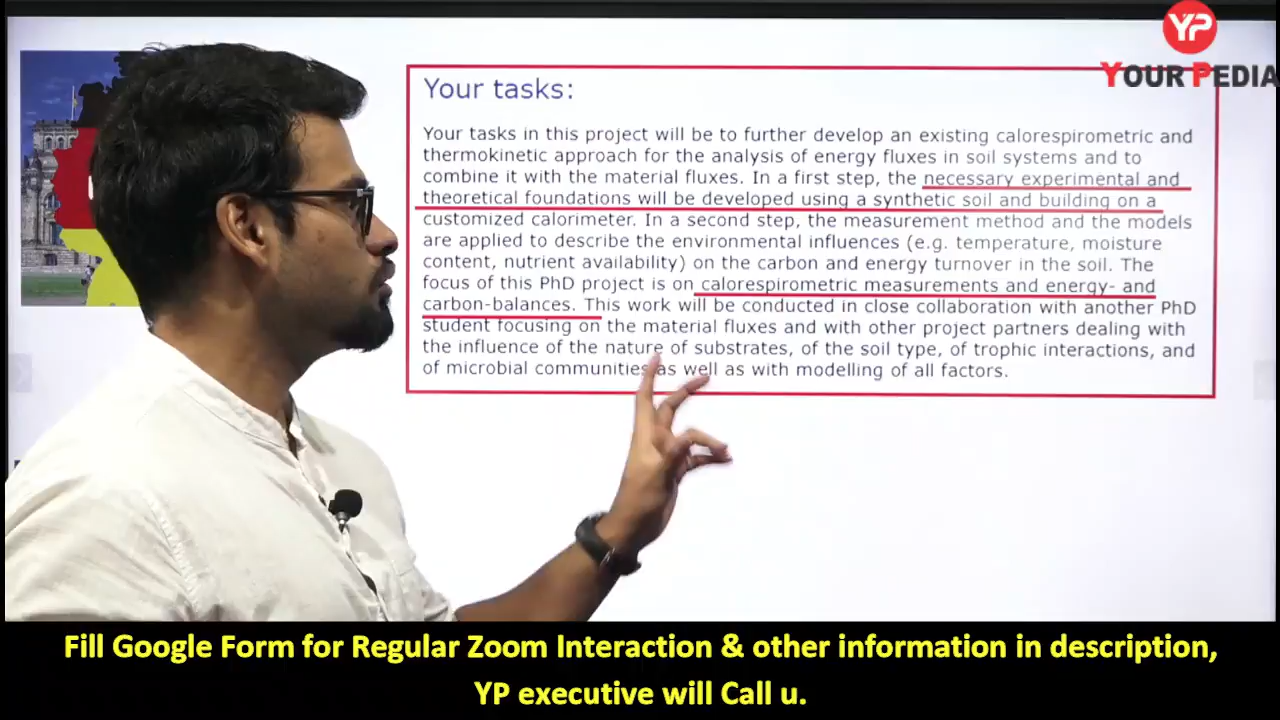 YP
YOUR PEDIA
Your tasks:
Your tasks in this project will be to further develop an existing calorespirometric and
thermokinetic approach for the analysis of energy fluxes in soil systems and to
combine it with the material fluxes. In a first step, the necessary experimental and
theoretical foundations will be developed using a synthetic soil and building on a
customized calorimeter. In a second step, the measurement method and the models
are applied to describe the environmental influences (e.g. temperature, moisture
content, nutrient availability) on the carbon and energy turnover in the soil. The
focus of this PhD project is on calorespirometric measurements and energy- and
carbon-balances. This work will be conducted in close collaboration with another PhD
student focusing on the material fluxes and with other project partners dealing with
the influence of the nature of substrates, of the soil type, of trophic interactions, and
of microbial communities as well as with modelling of all factors.
Fill Google Form for Regular Zoom Interaction & other information in description,
YP executive will Call u.